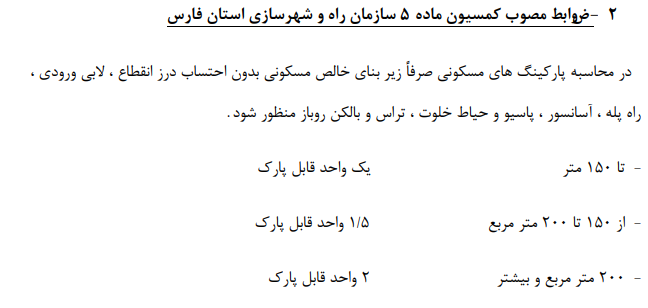 ۲ -ضوابط مصوب کمسیون ماده ۵ سازمان راه و شهرسازی استان فارس
در محاسبه پارکینگ های مسکونی صرفاً زیر بنای خالص مسکونی بدون احتساب درز انقطاع ، لابی ورودی ،
راه پله ، آسانسور ، پاسیو و حیاط خلوت ، تراس و بالکن روباز منظور شود.
- تا ۱۵۰ متر یک واحد قابل پارک
- از ۱۵۰ تا ۲۰۰ متر مربع ۱/۵ واحد قابل پارک
- ۲۰۰ متر مربع و بیشتر ۲ واحد قابل پارک